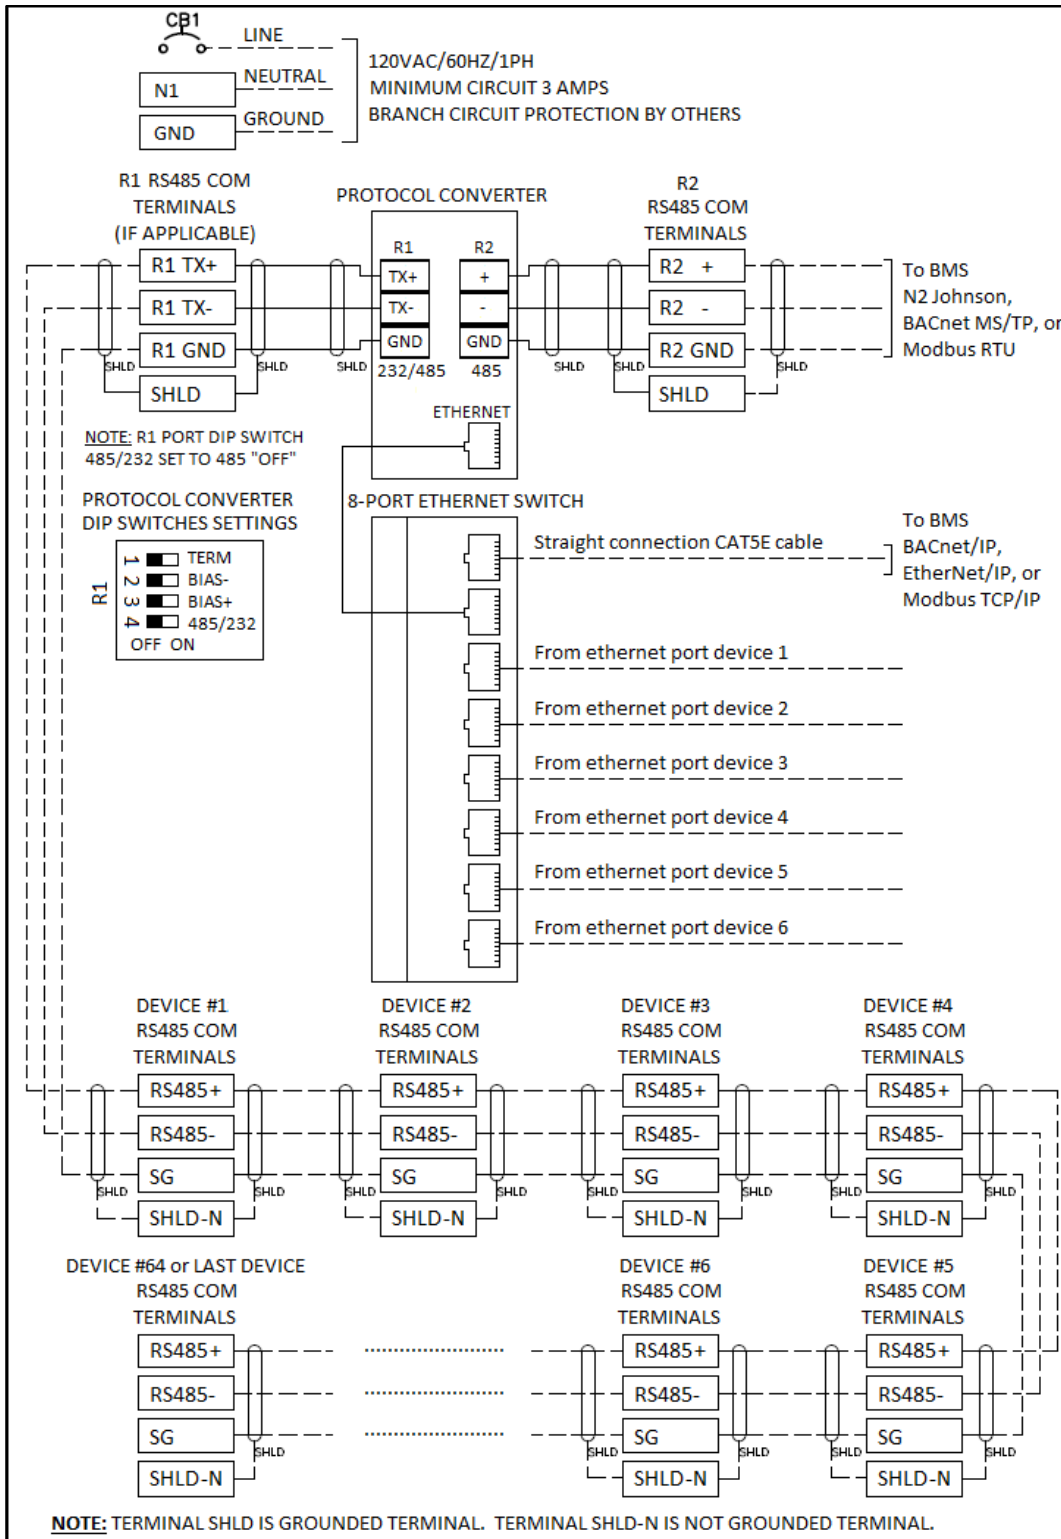 CB1
LINE
N1
NEUTRAL
GND
GROUND
120VAC/60HZ/1PH
MINIMUM CIRCUIT 3 AMPS
BRANCH CIRCUIT PROTECTION BY OTHERS
R1 RS485 COM
TERMINALS
(IF APPLICABLE)
R1 TX+
R1 TX-
R1 GND
SHLD
SHLD
SHLD
SHLD
PROTOCOL CONVERTER
R1
R2
TX+
+
TX-
-
GND
GND
232/485
485
ETHERNET
R2
RS485 COM
TERMINALS
R2 +
R2 -
R2 GND
SHLD
SHLD
SHLD
SHLD
To BMS
N2 Johnson,
BACnet MS/TP, or
Modbus RTU
NOTE: R1 PORT DIP SWITCH
485/232 SET TO 485 "OFF"
PROTOCOL CONVERTER
DIP SWITCHES SETTINGS
R1
1 TERM
2 BIAS-
3 BIAS+
4 485/232
OFF ON
8-PORT ETHERNET SWITCH
Straight connection CAT5E cable
To BMS
BACnet/IP,
EtherNet/IP, or
Modbus TCP/IP
From ethernet port device 1
From ethernet port device 2
From ethernet port device 3
From ethernet port device 4
From ethernet port device 5
From ethernet port device 6
DEVICE #1
RS485 COM
TERMINALS
RS485+
RS485-
SG
SHLD-N
SHLD
SHLD
DEVICE #2
RS485 COM
TERMINALS
RS485+
RS485-
SG
SHLD-N
SHLD
SHLD
DEVICE #3
RS485 COM
TERMINALS
RS485+
RS485-
SG
SHLD-N
SHLD
SHLD
DEVICE #4
RS485 COM
TERMINALS
RS485+
RS485-
SG
SHLD-N
SHLD
SHLD
DEVICE #64 or LAST DEVICE
RS485 COM
TERMINALS
RS485+
RS485-
SG
SHLD-N
SHLD
DEVICE #6
RS485 COM
TERMINALS
RS485+
RS485-
SG
SHLD-N
SHLD
SHLD
DEVICE #5
RS485 COM
TERMINALS
RS485+
RS485-
SG
SHLD-N
SHLD
SHLD
NOTE: TERMINAL SHLD IS GROUNDED TERMINAL. TERMINAL SHLD-N IS NOT GROUNDED TERMINAL.